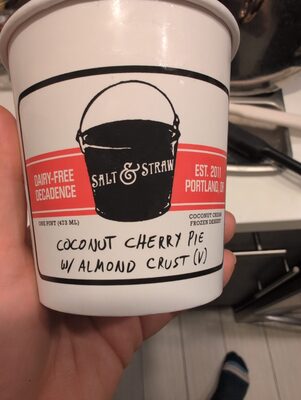 SALT & STRAW
DAIRY-FREE
DECADENCE
EST. 2011
PORTLAND, OR
ONE PINT (473 ML)
COCONUT CREAM
FROZEN DESSERT
COCONUT CHERRY PIE
W/ ALMOND CRUST (V)